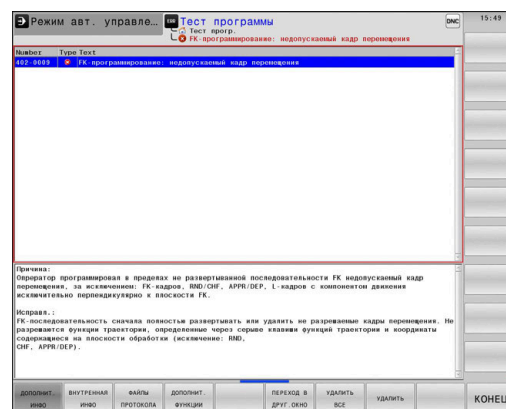 Режим авт. управле…
Тест программы
DNC
15:49
Тест прогр.
FK-программирование: недопускаемый кадр перемещения
Number Type Text
402-0009 FK-программирование: недопускаемый кадр перемещения
Причина:
Оператор программировал в пределах не развертываемой последовательности FK недопускаемый кадр
перемещения, за исключением: FK-кадров, RND/CHF, APPR/DEP, L-кадров с компонентом движения
исключительно перпендикулярно к плоскости FK.
Исправл.:
FK-последовательность сначала полностью развертывать или удалить не разрешаемые кадры перемещения. Не
разрешаются функции траектории, определенные через серые клавиши функций траектории и координаты
содержащиеся на плоскости обработки (исключение: RND,
CHF, APPR/DEP).
ДОПОЛНИТ. ИНФО
ВНУТРЕННАЯ ИНФО
ФАЙЛЫ ПРОТОКОЛА
ДОПОЛНИТ. ФУНКЦИИ
ПЕРЕХОД В ДРУГ.ОКНО
УДАЛИТЬ ВСЕ
УДАЛИТЬ
КОНЕЦ